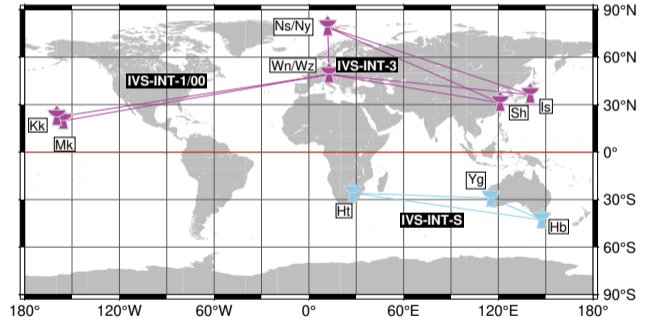 90°N
Ns/Ny
60°N
Wn/Wz
IVS-INT-3
IVS-INT-1/00
30°N
Kk
Mk
Sh
Is
0°
Yg
30°S
Ht
IVS-INT-S
Hb
60°S
90°S
180°
120°W
60°W
0°
60°E
120°E
180°